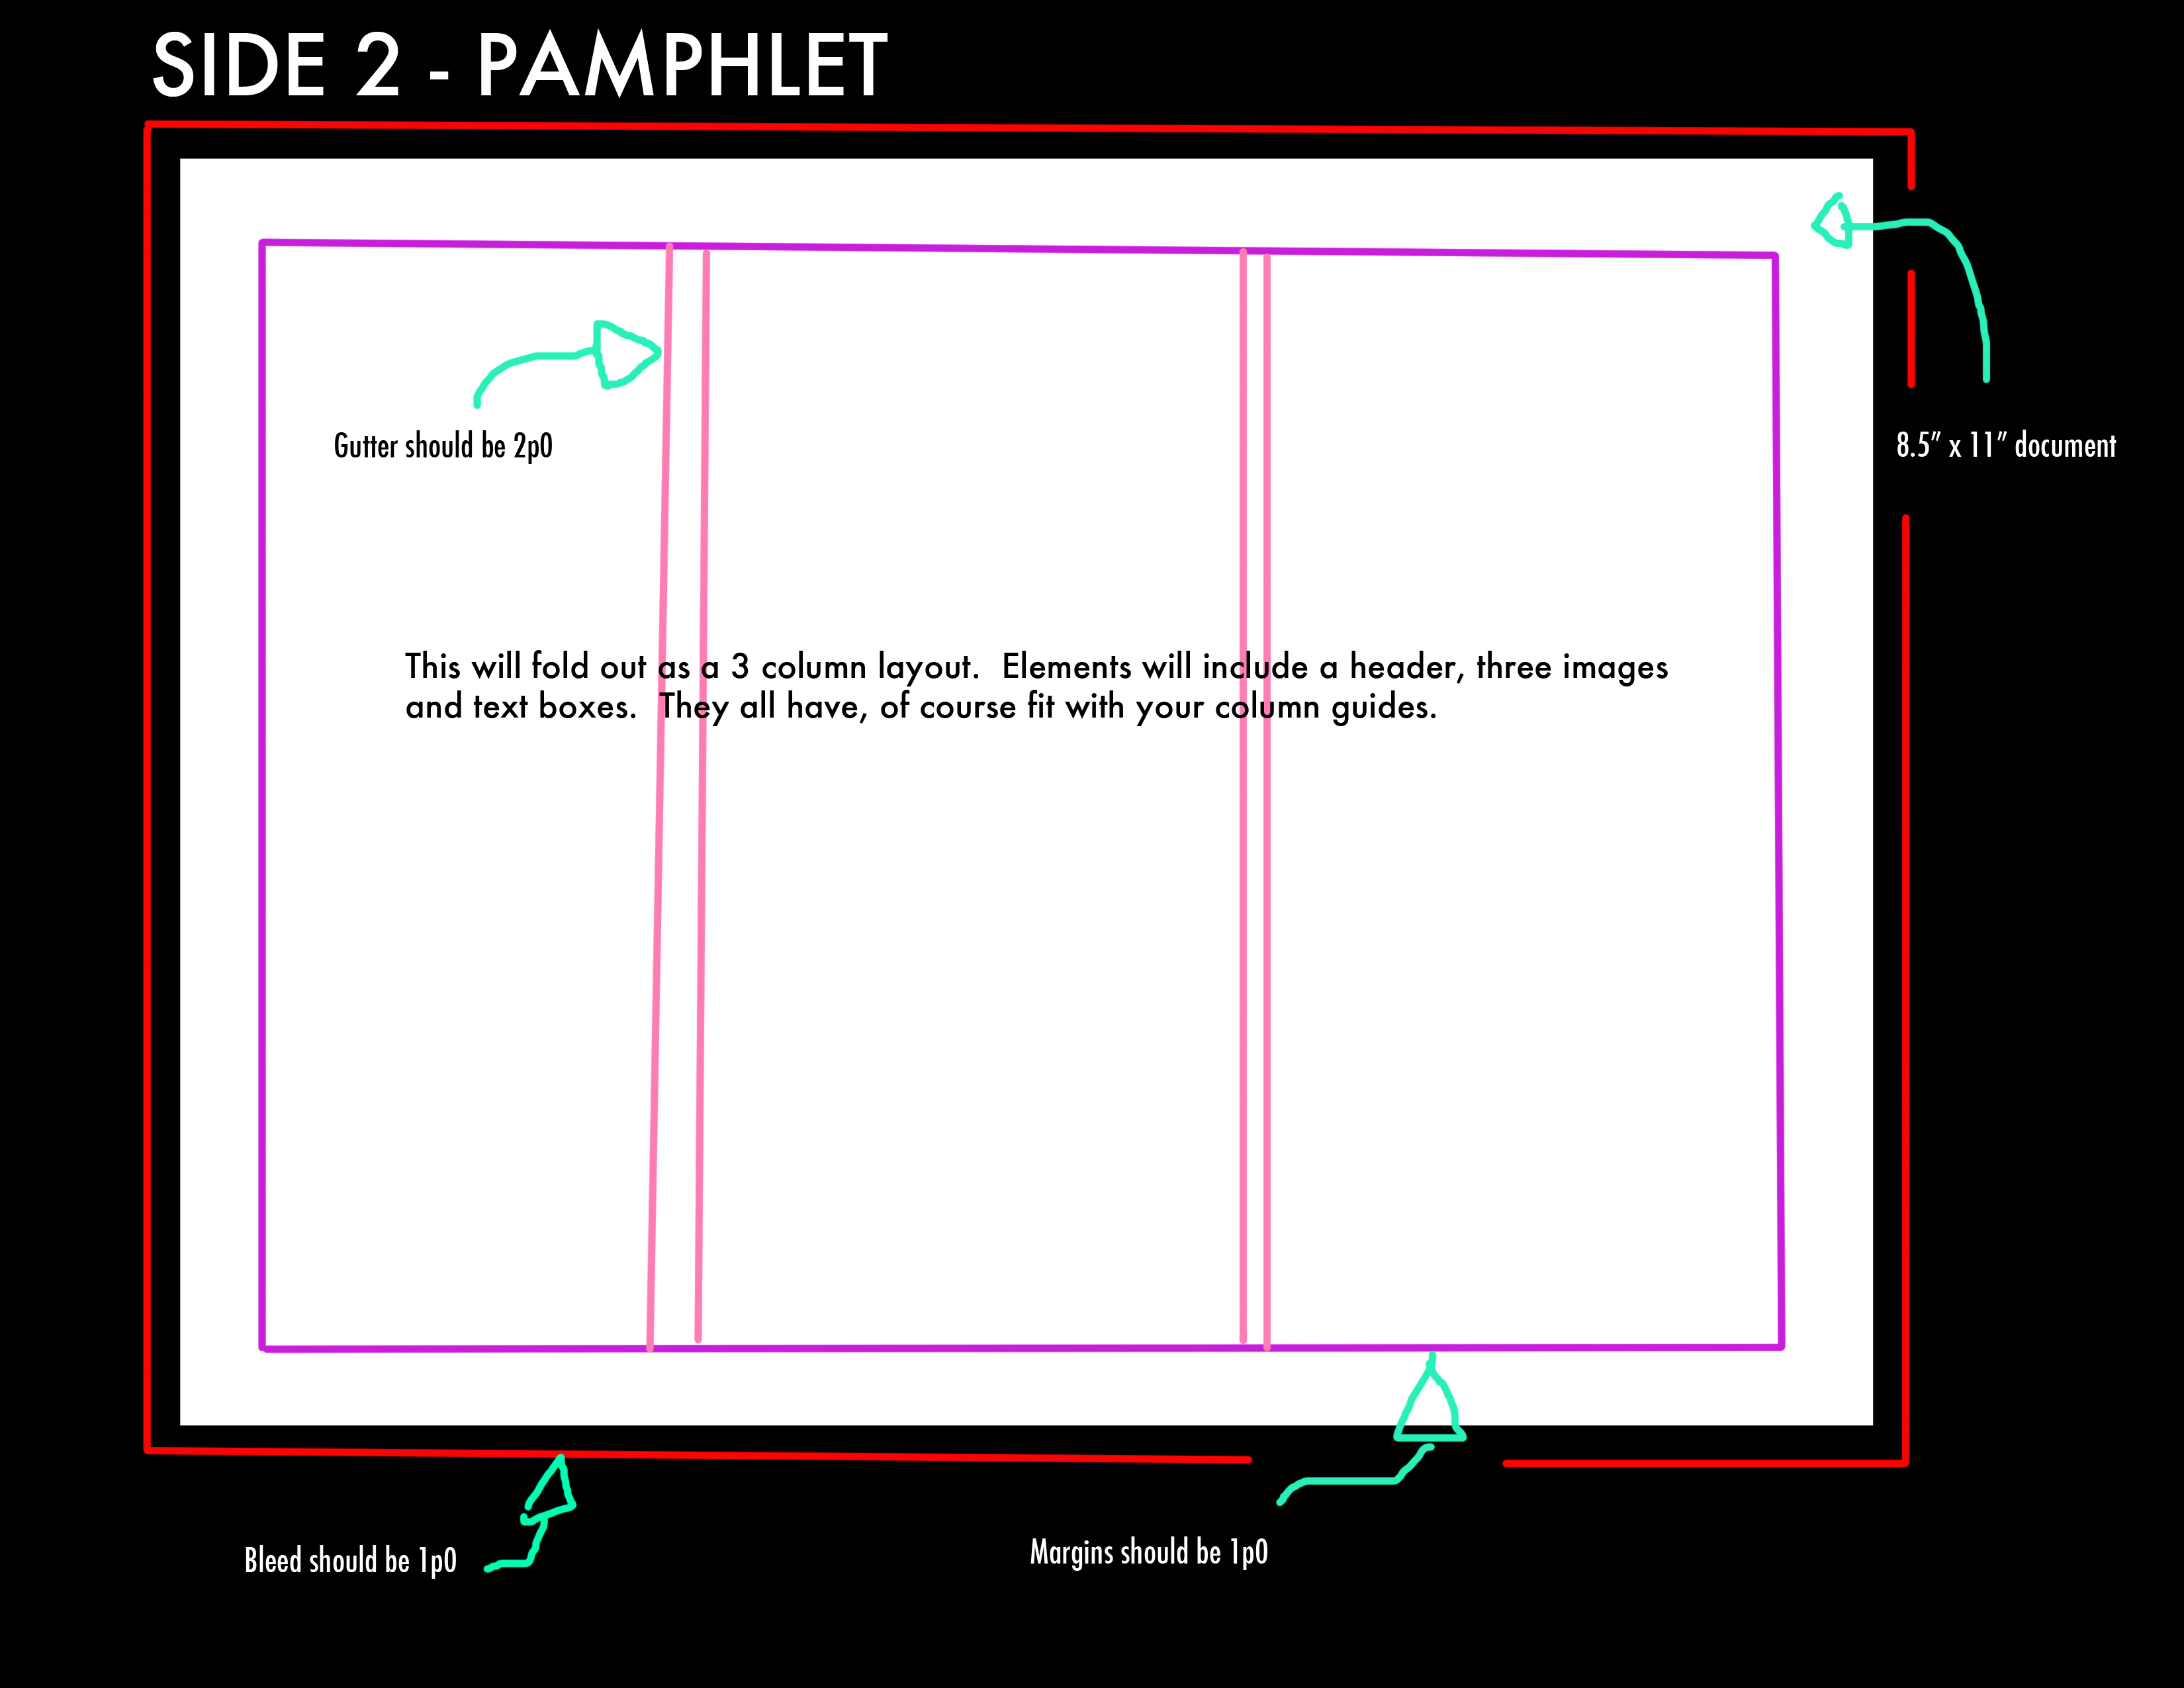 SIDE 2 - PAMPHLET
Gutter should be 2p0
8.5” x 11” document
This will fold out as a 3 column layout.  Elements will include a header, three images
and text boxes.  They all have, of course fit with your column guides.
Bleed should be 1p0
Margins should be 1p0